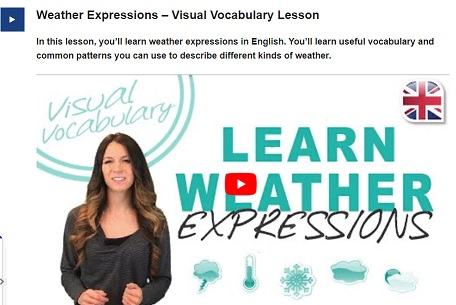 Weather Expressions – Visual Vocabulary Lesson
In this lesson, you’ll learn weather expressions in English. You’ll learn useful vocabulary and
common patterns you can use to describe different kinds of weather.
Visual
Vocabulary
LEARN
WEATHER
EXPRESSIONS